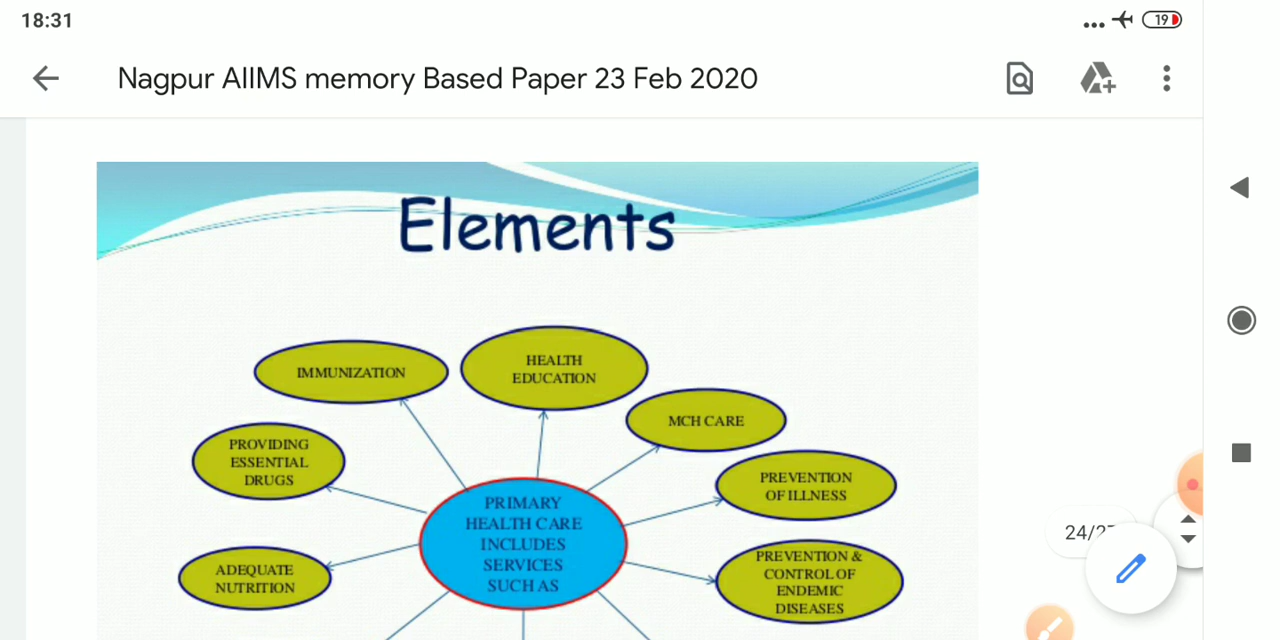 18:31
19
Nagpur AIIMS memory Based Paper 23 Feb 2020
Elements
IMMUNIZATION
HEALTH
EDUCATION
MCH CARE
PROVIDING
ESSENTIAL
DRUGS
PREVENTION
OF ILLNESS
PRIMARY
HEALTH CARE
INCLUDES
SERVICES
SUCH AS
ADEQUATE
NUTRITION
PREVENTION &
CONTROL OF
ENDEMIC
DISEASES